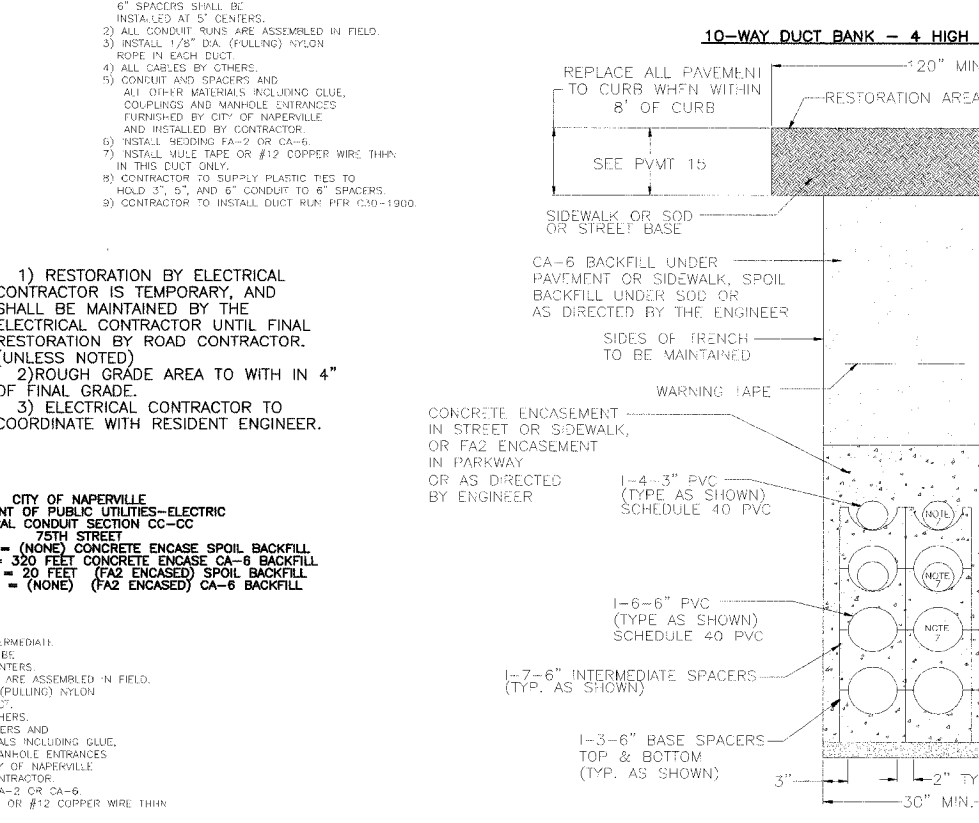 6" SPACERS SHALL BE
INSTALLED AT 5' CENTERS.
2) ALL CONDUIT RUNS ARE ASSEMBLED IN FIELD.
3) INSTALL 1/8" DIA. (PULLING) NYLON
ROPE IN EACH DUCT.
4) ALL CABLES BY OTHERS.
5) CONDUIT AND SPACERS AND
ALL OTHER MATERIALS INCLUDING GLUE,
COUPLINGS AND MANHOLE ENTRANCES
FURNISHED BY CITY OF NAPERVILLE
AND INSTALLED BY CONTRACTOR.
6) INSTALL BEDDING FA-2 OR CA-6.
7) INSTALL MULE TAPE OR #12 COPPER WIRE THHN
IN THIS DUCT ONLY.
8) CONTRACTOR TO SUPPLY PLASTIC TIES TO
HOLD 3", 5", AND 6" CONDUIT TO 6" SPACERS.
9) CONTRACTOR TO INSTALL DUCT RUN PER C30-1900.
1) RESTORATION BY ELECTRICAL
CONTRACTOR IS TEMPORARY, AND
SHALL BE MAINTAINED BY THE
ELECTRICAL CONTRACTOR UNTIL FINAL
RESTORATION BY ROAD CONTRACTOR.
(UNLESS NOTED)
2)ROUGH GRADE AREA TO WITH IN 4"
OF FINAL GRADE.
3) ELECTRICAL CONTRACTOR TO
COORDINATE WITH RESIDENT ENGINEER.
CITY OF NAPERVILLE
NT OF PUBLIC UTILITIES-ELECTRIC
AL CONDUIT SECTION CC-CC
75TH STREET
= (NONE) CONCRETE ENCASE SPOIL BACKFILL
= 320 FEET CONCRETE ENCASE CA-6 BACKFILL
= 20 FEET (FA2 ENCASED) SPOIL BACKFILL
= (NONE) (FA2 ENCASED) CA-6 BACKFILL
ERMEDIATE
BE
NTERS.
ARE ASSEMBLED IN FIELD.
(PULLING) NYLON
CT.
HERS.
ERS AND
ALS INCLUDING GLUE,
ANHOLE ENTRANCES
Y OF NAPERVILLE
NTRACTOR.
A-2 OR CA-6.
OR #12 COPPER WIRE THHN
10-WAY DUCT BANK - 4 HIGH
20" MIN
REPLACE ALL PAVEMENT
TO CURB WHEN WITHIN
8' OF CURB
RESTORATION AREA
SEE PVMT 15
SIDEWALK OR SOD
OR STREET BASE
CA-6 BACKFILL UNDER
PAVEMENT OR SIDEWALK, SPOIL
BACKFILL UNDER SOD OR
AS DIRECTED BY THE ENGINEER
SIDES OF TRENCH
TO BE MAINTAINED
WARNING TAPE
CONCRETE ENCASEMENT
IN STREET OR SIDEWALK,
OR FA2 ENCASEMENT
IN PARKWAY
OR AS DIRECTED
BY ENGINEER
I-4-3" PVC
(TYPE AS SHOWN)
SCHEDULE 40 PVC
NOTE
7
NOTE
7
I-6-6" PVC
(TYPE AS SHOWN)
SCHEDULE 40 PVC
NOTE
7
I-7-6" INTERMEDIATE SPACERS
(TYP. AS SHOWN)
I-3-6" BASE SPACERS
TOP & BOTTOM
(TYP. AS SHOWN)
3"
2" TY
30" MIN.